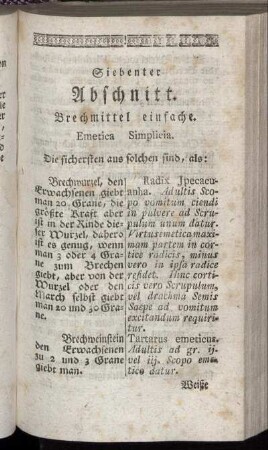 Siebenter
Abschnitt.
Brechmittel einfache.
Emetica Simplicia.
Die sichersten aus solchen sind, als:
Brechwurzel, den
Erwachsenen giebt
man 20 Grane, die
größte Kraft aber
ist in der Rinde die-
ser Wurzel, dahero
ist es genug, wenn
man 3 oder 4 Grane
zum Brechen
giebt, aber von der
Wurzel oder den
March selbst giebt
man 20 und 30 Gra-
ne.
Brechweinstein
den Erwachsenen
zu 2 und 3 Grane
giebt man.
Radix Jpecacu-
anha. Adultis Sco-
po vomitum ciendi
in pulvere ad Scru-
pulum unum datur.
Virtus emetica maxi-
mam partem in cor-
tice radicis, minus
vero in ipsa radice
residet. Hinc corti-
cis vero Scrupulum,
vel drachma Semis
Saepe ad vomitum
excitandum requiri-
tur.
Tartarus emeticus.
Adultis ad gr. ij.
vel iij. Scopo eme-
tico datur.
Weiße